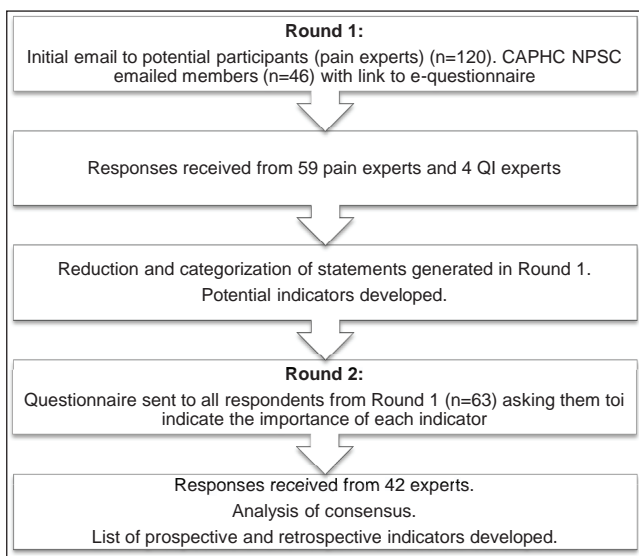 Round 1:
Initial email to potential participants (pain experts) (n=120). CAPHC NPSC
emailed members (n=46) with link to e-questionnaire
Responses received from 59 pain experts and 4 QI experts
Reduction and categorization of statements generated in Round 1.
Potential indicators developed.
Round 2:
Questionnaire sent to all respondents from Round 1 (n=63) asking them toi
indicate the importance of each indicator
Responses received from 42 experts.
Analysis of consensus.
List of prospective and retrospective indicators developed.